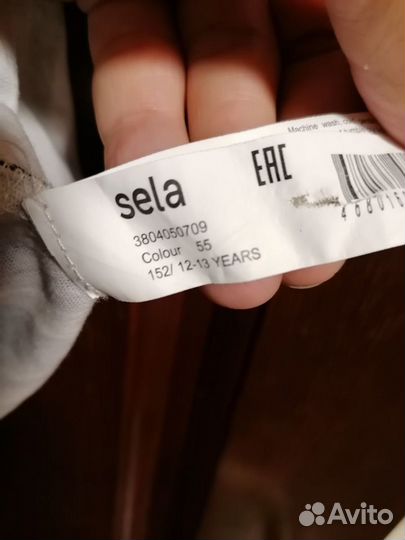 Machine wash,
sela
EAC
3804050709
Colour 55
152/ 12-13 YEARS
Avito